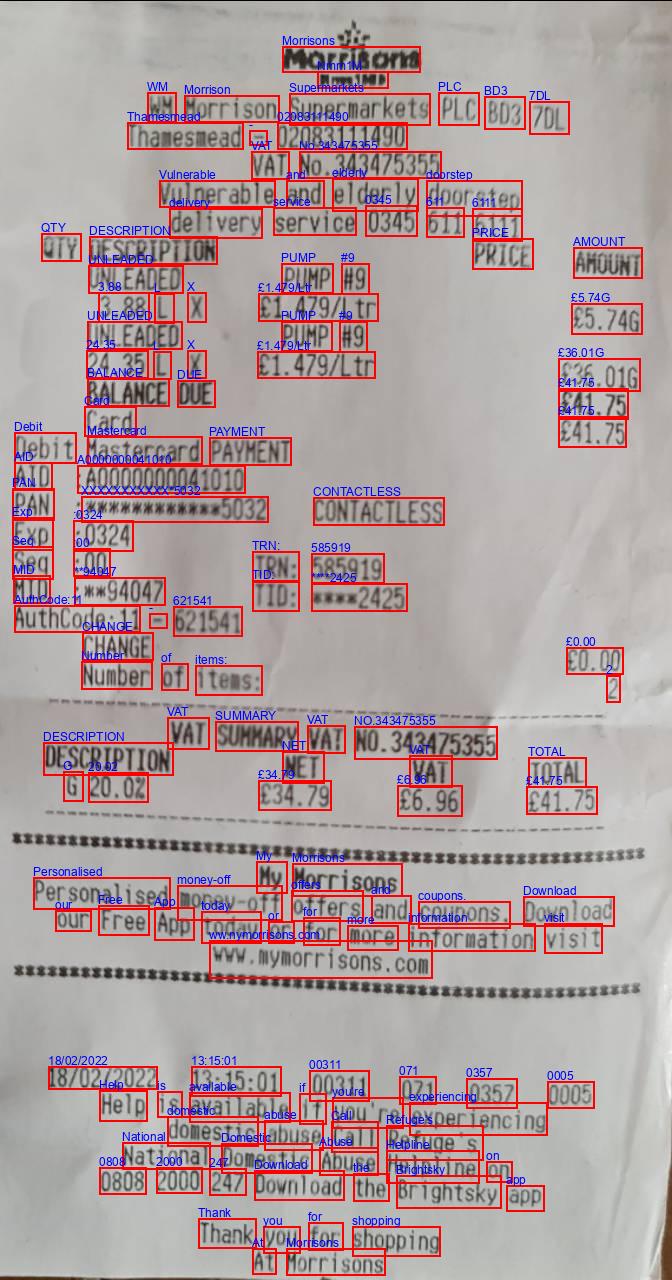 Morrisons
WM Morrison Supermarkets PLC BD3 7DL
Thamesmead - 02083111490
VAT No.343475355
Vulnerable and elderly doorstep
delivery service 0345 611 6111
QTY DESCRIPTION PRICE AMOUNT
UNLEADED PUMP #9
3.88 L X £1.479/Ltr £5.74G
UNLEADED PUMP #9
24.35 L X £1.479/Ltr £36.01G
BALANCE DUE £41.75
Card £41.75
Debit Mastercard PAYMENT
AID :A0000000041010
PAN :************5032 CONTACTLESS
Exp :0324
Seq :00 TRN: 585919
MID :**94047 TID: ****2425
AuthCode:11 - 621541
CHANGE £0.00
Number of items: 2
VAT SUMMARY VAT NO.343475355
DESCRIPTION NET VAT TOTAL
G 20.0% £34.79 £6.96 £41.75
My Morrisons
Personalised money-off offers and coupons. Download
our Free App today or for more information visit
www.mymorrisons.com
18/02/2022 13:15:01 00311 071 0357 0005
Help is available if you're experiencing
domestic abuse Call Refuge's
National Domestic Abuse Helpline on
0808 2000 247 Download the Brightsky app
Thank you for shopping
At Morrisons